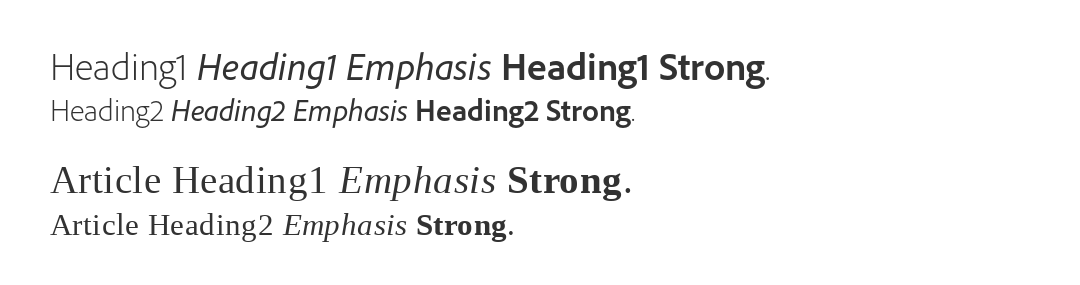 Heading1 Heading1 Emphasis Heading1 Strong.
Heading2 Heading2 Emphasis Heading2 Strong.
Article Heading1 Emphasis Strong.
Article Heading2 Emphasis Strong.